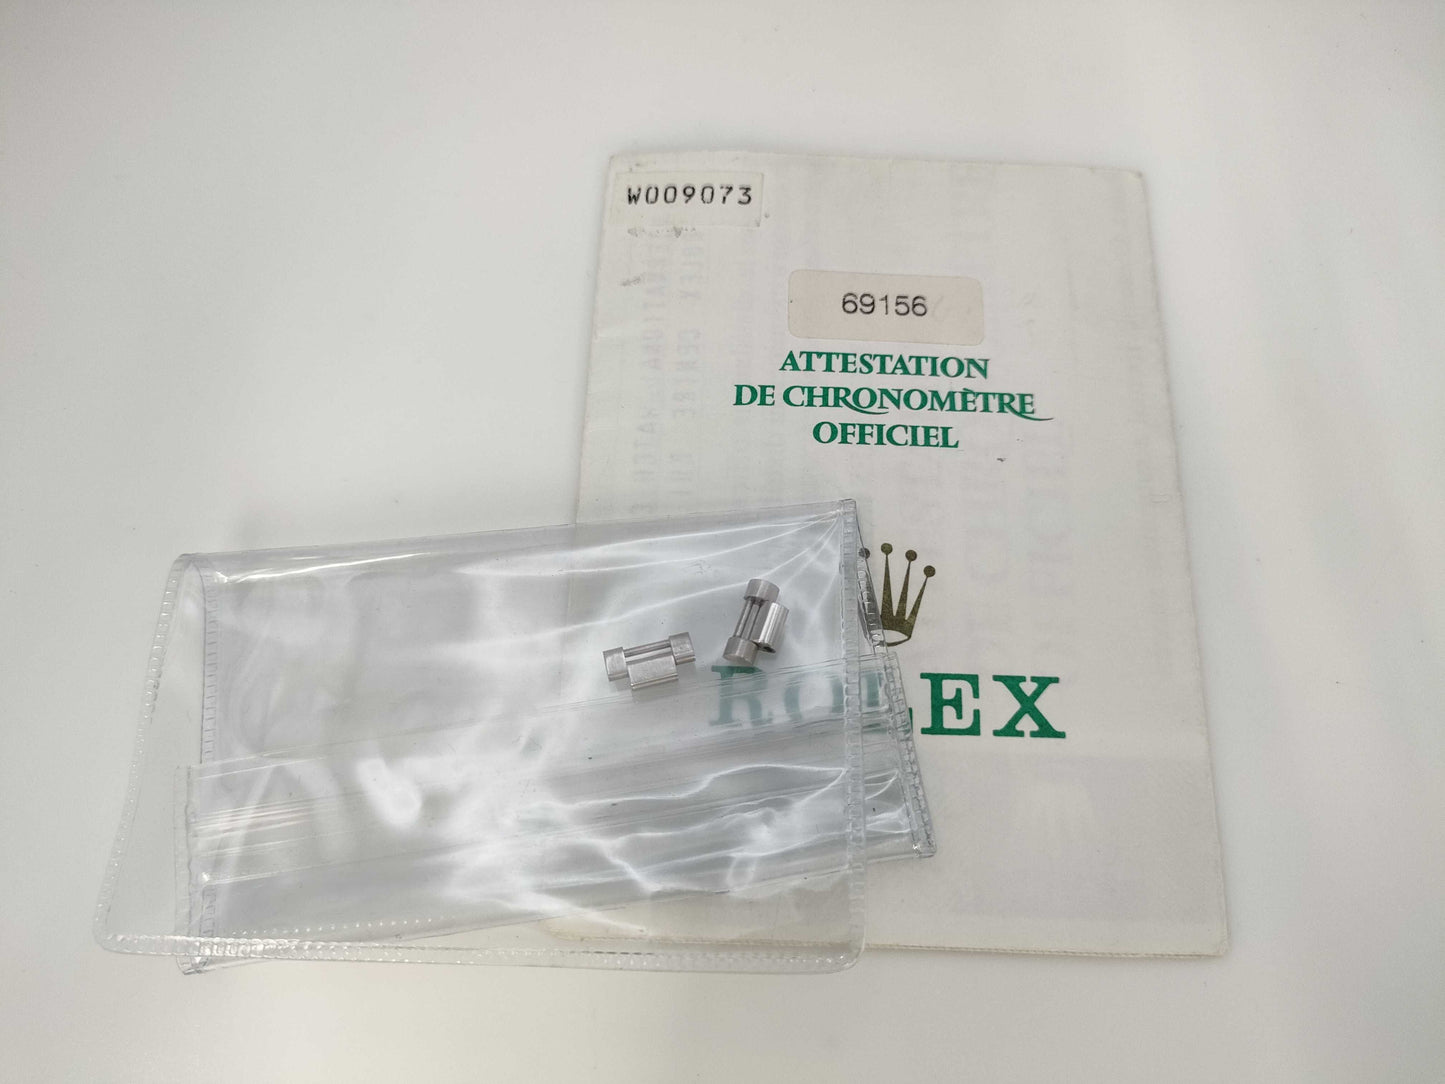 W009073
69156
ATTESTATION
DE CHRONOMÈTRE
OFFICIEL
ROLEX